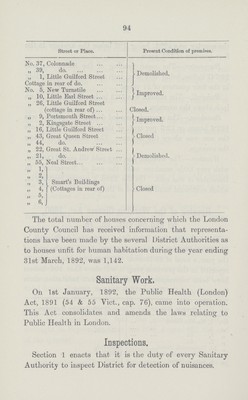 94
Street or Place. Present Condition of premises.
No. 37, Colonnade ... ...
„ 39, do. ... ...
„ 1, Little Guilford Street
Cottage in rear of do. ...
Demolished.
No. 5, New Turnstile ...
„ 10, Little Earl Street ...
Improved.
„ 26, Little Guilford Street
(cottage in rear of) ... Closed.
„ 9, Portsmouth Street ...
„ 2, Kingsgate Street ...
Improved.
„ 16, Little Guilford Street
„ 43, Great Queen Street
„ 44, do.
Closed
„ 22, Great St. Andrew Street
„ 21, do.
„ 55, Neal Street... ...
Demolished.
„ 1,
„ 2,
„ 3, Smart's Buildings
„ 4, (Cottages in rear of) Closed
„ 5,
„ 6,
The total number of houses concerning which the London
County Council has received information that representa-
tions have been made by the several District Authorities as
to houses unfit for human habitation during the year ending
31st March, 1892, was 1,142.
Sanitary Work.
On 1st January, 1892, the Public Health (London)
Act, 1891 (54 & 55 Vict., cap. 76), came into operation.
This Act consolidates and amends the laws relating to
Public Health in London.
Inspections.
Section 1 enacts that it is the duty of every Sanitary
Authority to inspect District for detection of nuisances.